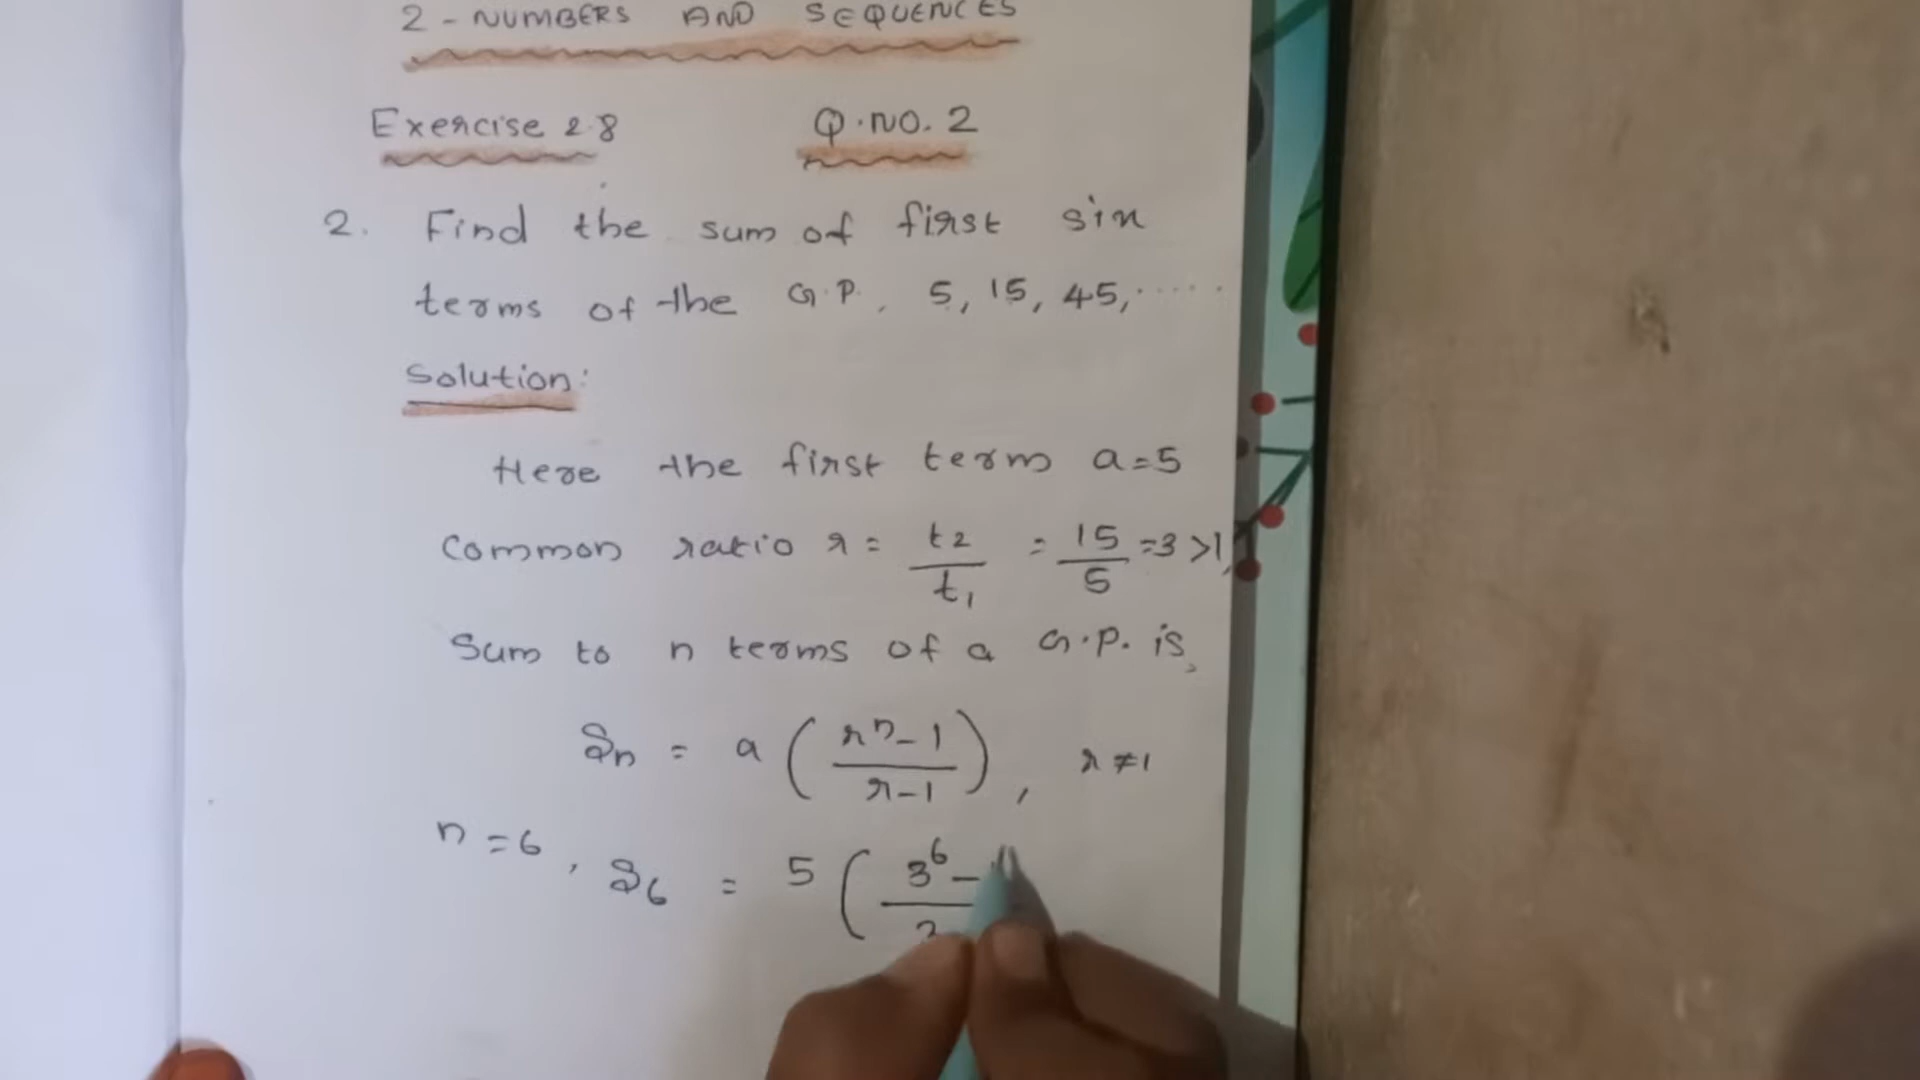 2 - NUMBERS AND SEQUENCES
Exercise 2.8 Q.NO. 2
2. Find the sum of first six
terms of the G.P. 5, 15, 45, .....
Solution:
Here the first term a = 5
Common ratio r = t2/t1 = 15/5 = 3 > 1,
Sum to n terms of a G.P. is,
Sn = a ( rⁿ - 1 / r - 1 ), r ≠ 1
n = 6, S6 = 5 ( 3⁶ - / 3